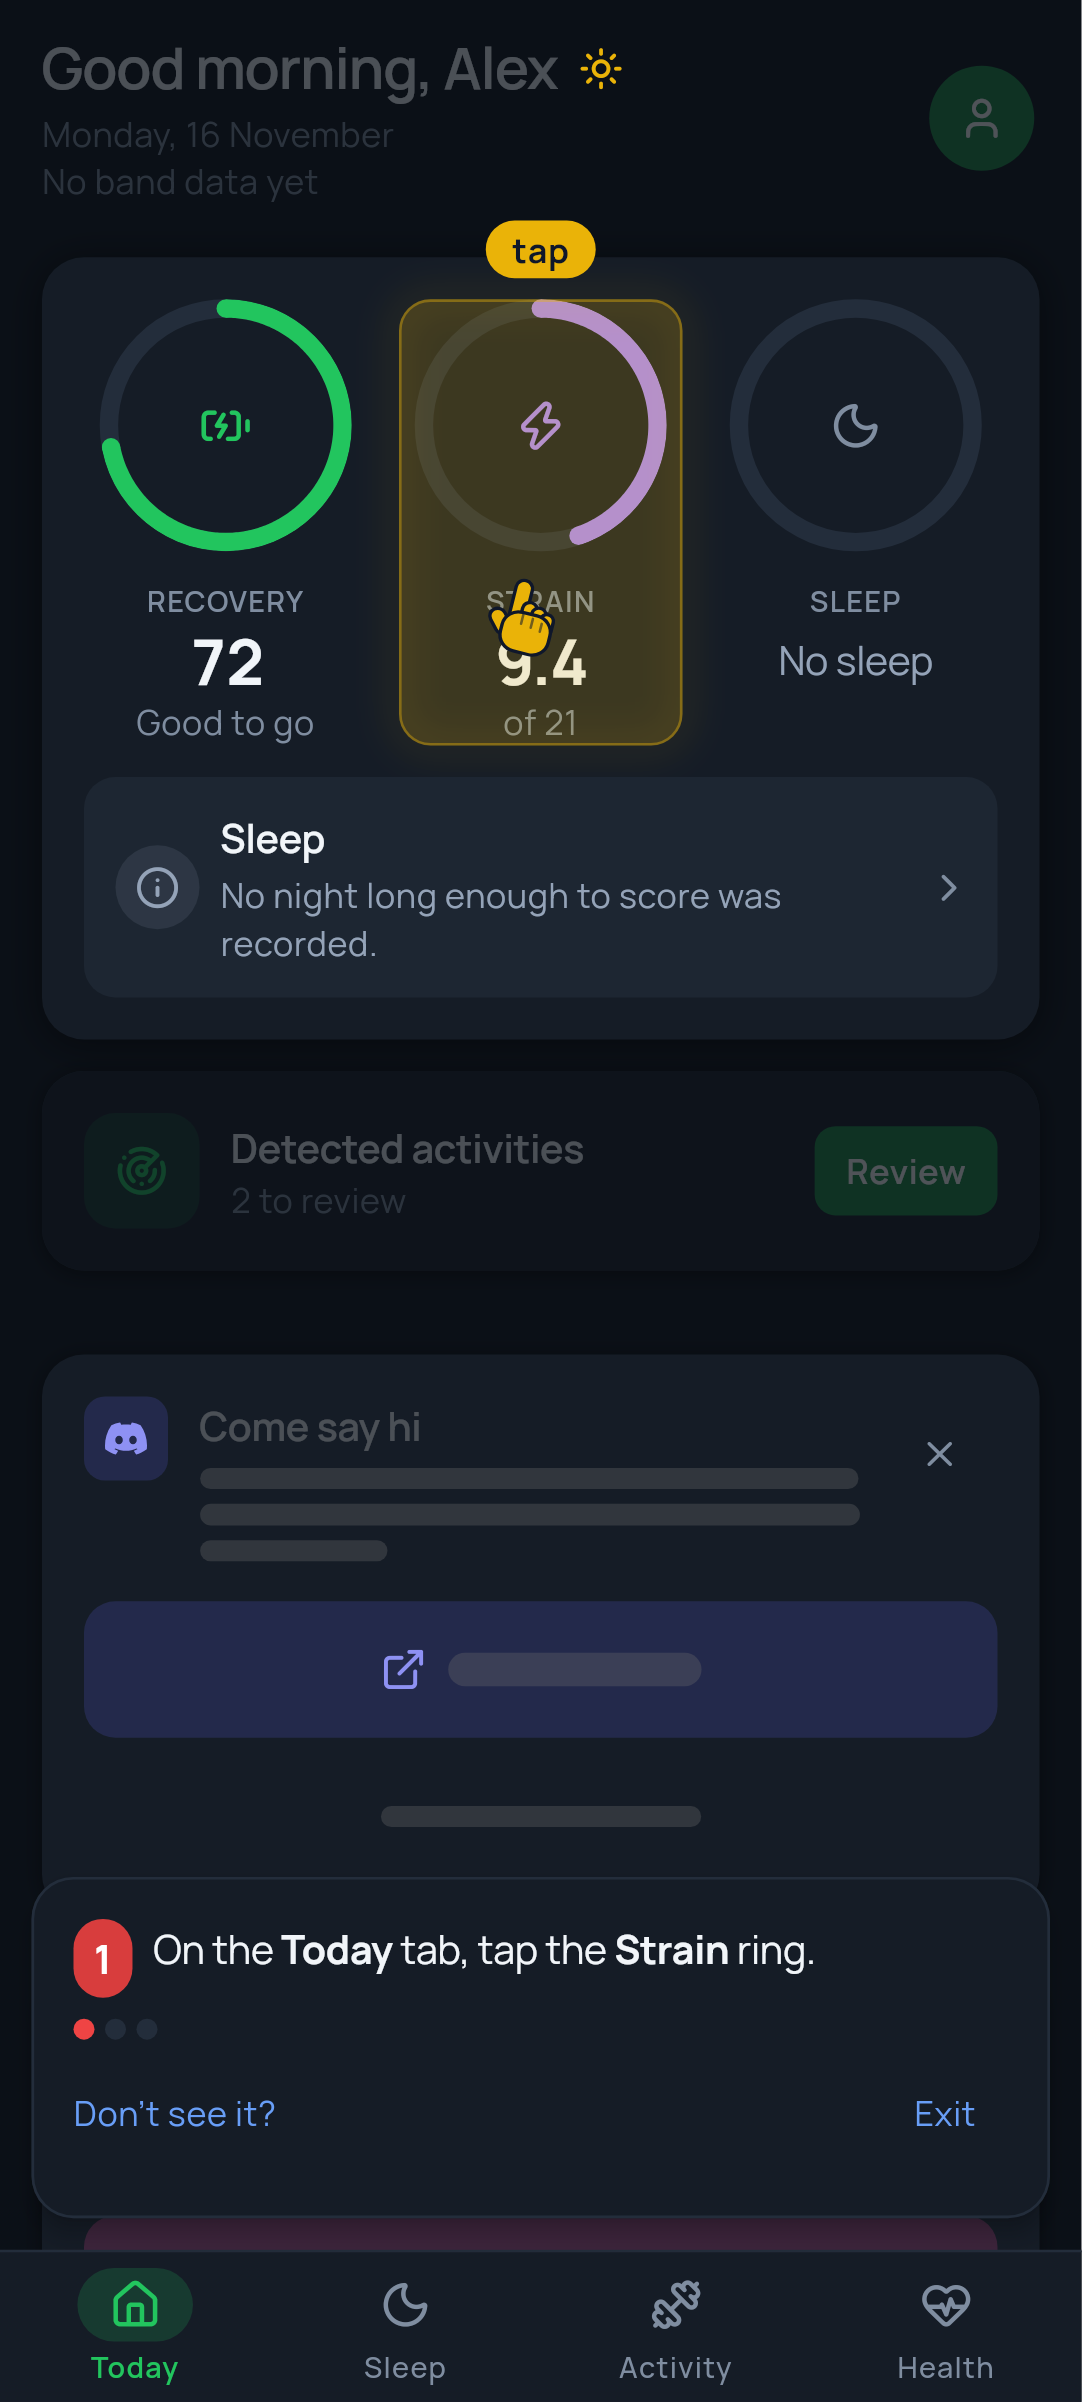 Good morning, Alex
Monday, 16 November
No band data yet
tap
RECOVERY
72
Good to go
STRAIN
9.4
of 21
SLEEP
No sleep
Sleep
No night long enough to score was
recorded.
Detected activities
2 to review
Review
Come say hi
1
On the Today tab, tap the Strain ring.
Don't see it?
Exit
Today
Sleep
Activity
Health